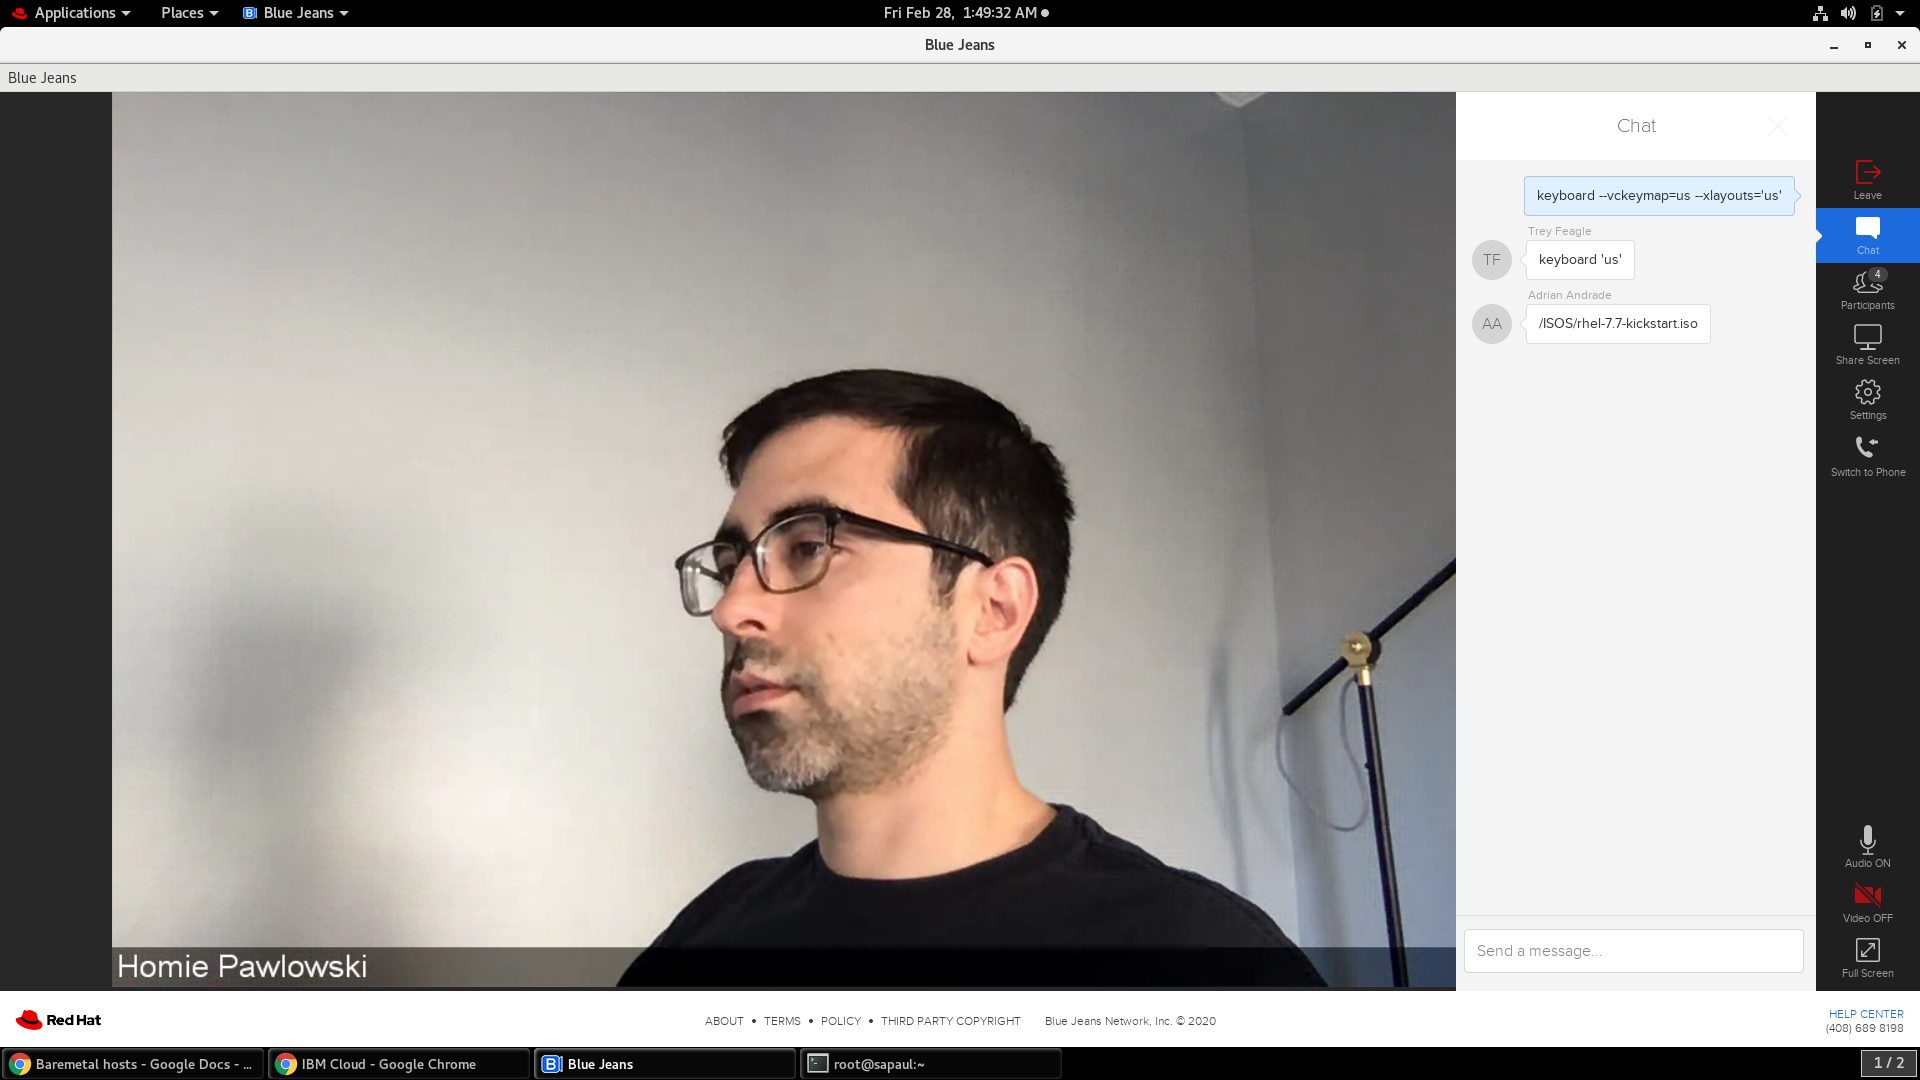 Applications Places Blue Jeans Fri Feb 28, 1:49:32 AM
Blue Jeans
Blue Jeans
Chat
keyboard --vckeymap=us --xlayouts='us'
Trey Feagle
TF keyboard 'us'
Adrian Andrade
AA /ISOS/rhel-7.7-kickstart.iso
Send a message...
Leave
Chat
4
Participants
Share Screen
Settings
Switch to Phone
Audio ON
Video OFF
Full Screen
Homie Pawlowski
Red Hat
ABOUT • TERMS • POLICY • THIRD PARTY COPYRIGHT Blue Jeans Network, Inc. © 2020
HELP CENTER
(408) 689 8198
Baremetal hosts - Google Docs - ... IBM Cloud - Google Chrome B Blue Jeans root@sapaul:~ 1 / 2